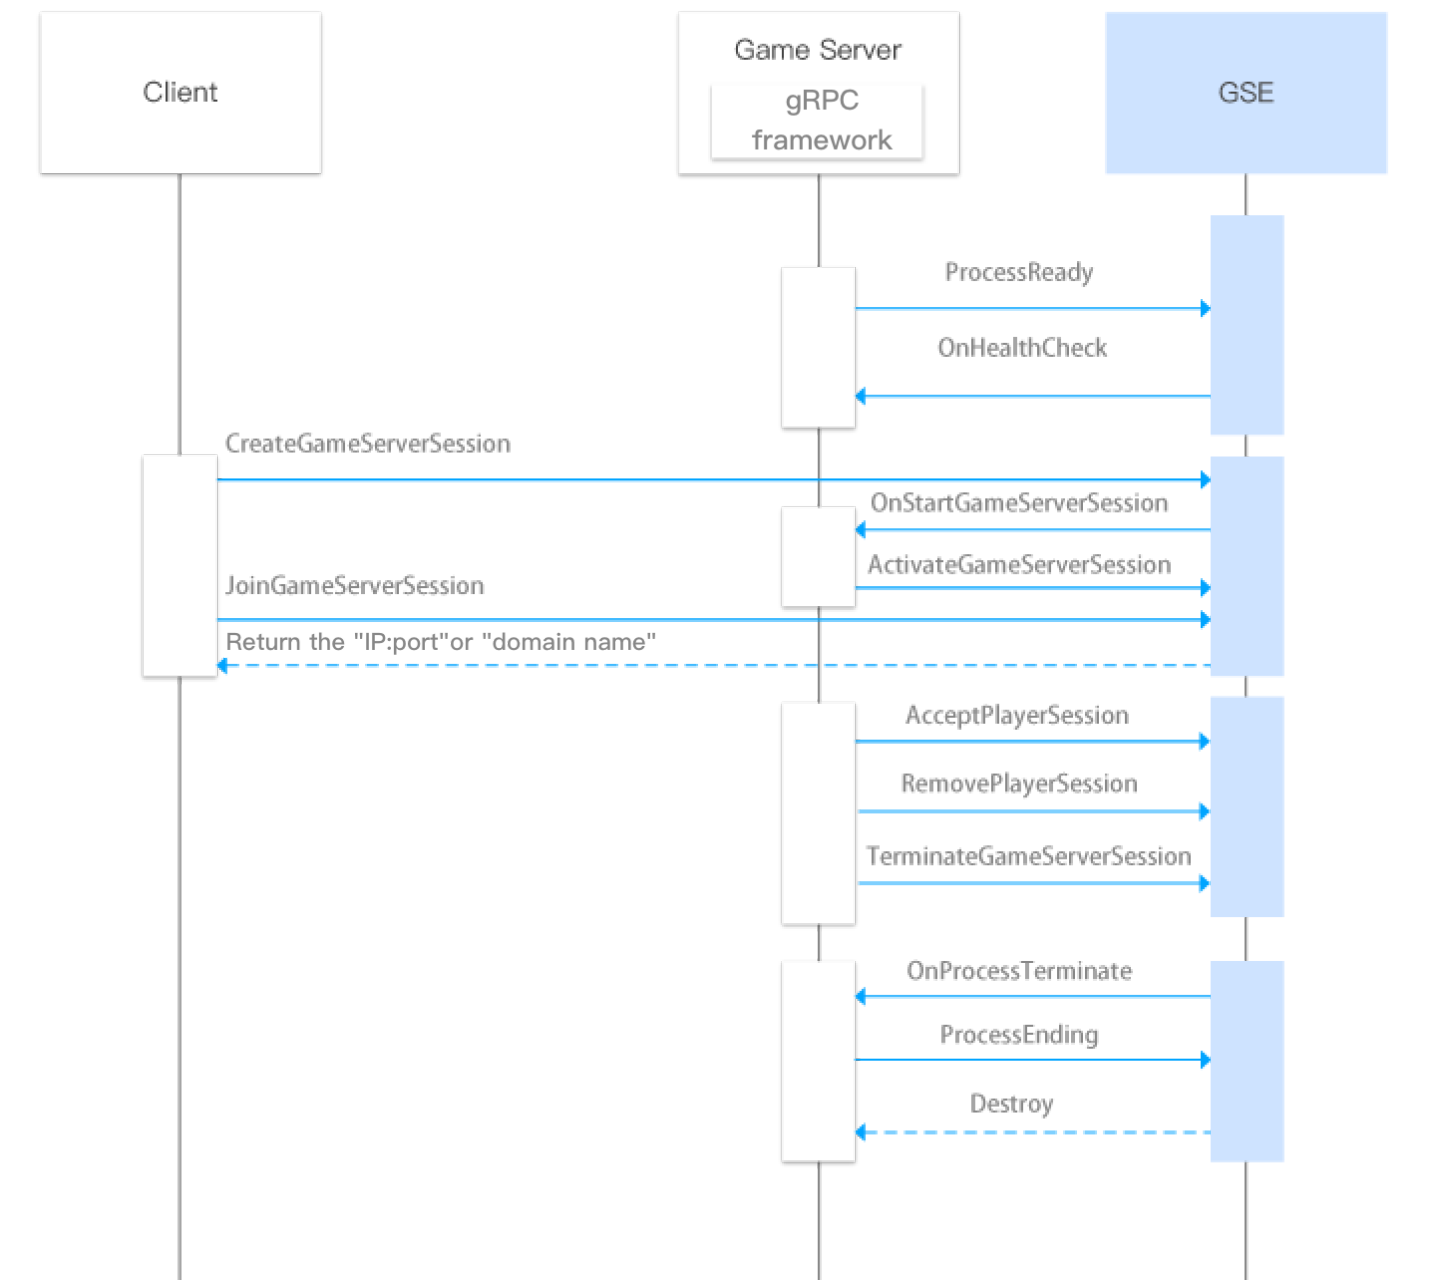 Client
Game Server
gRPC
framework
GSE
ProcessReady
OnHealthCheck
CreateGameServerSession
OnStartGameServerSession
ActivateGameServerSession
JoinGameServerSession
Return the "IP:port"or "domain name"
AcceptPlayerSession
RemovePlayerSession
TerminateGameServerSession
OnProcessTerminate
ProcessEnding
Destroy